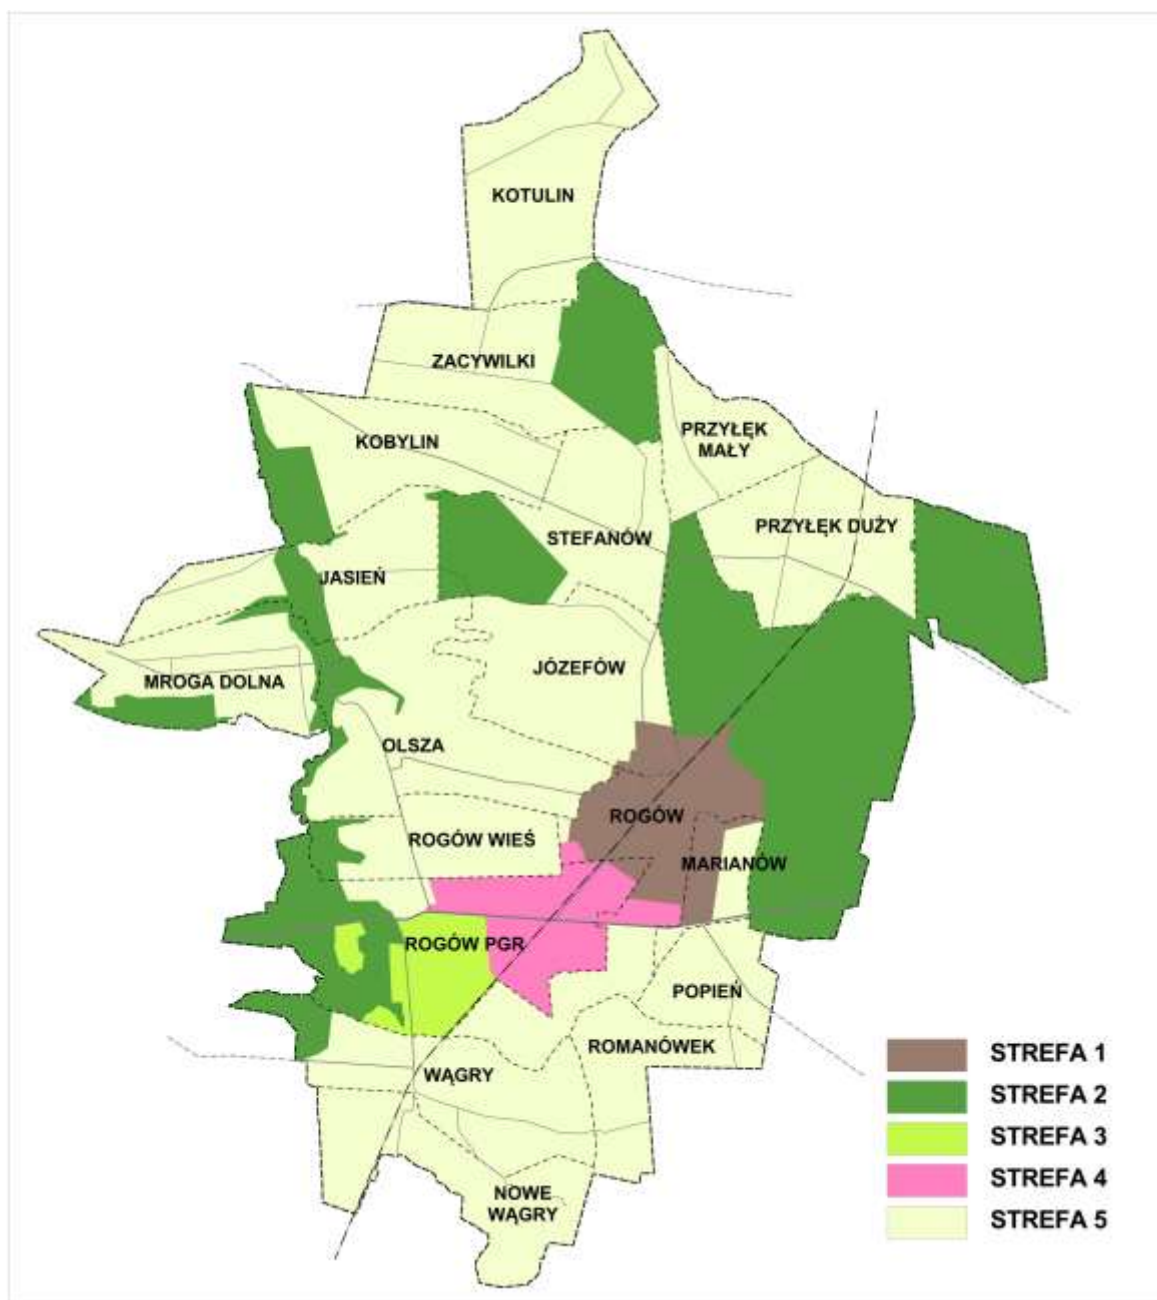 KOTULIN
ZACYWILKI
KOBYLIN
PRZYŁĘK
MAŁY
PRZYŁĘK DUŻY
STEFANÓW
JASIEŃ
JÓZEFÓW
MROGA DOLNA
OLSZA
ROGÓW
ROGÓW WIEŚ
MARIANÓW
ROGÓW PGR
POPIEŃ
ROMANÓWEK
WĄGRY
NOWE
WĄGRY
STREFA 1
STREFA 2
STREFA 3
STREFA 4
STREFA 5